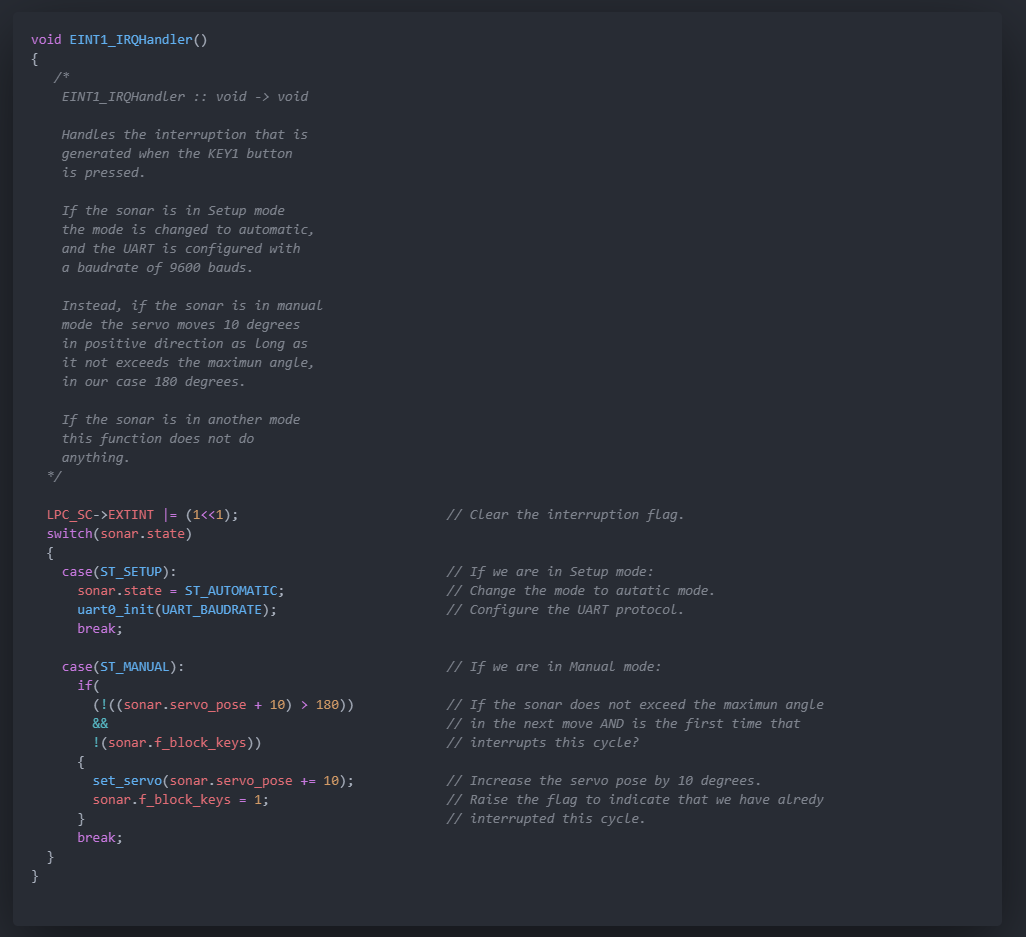 void EINT1_IRQHandler()
{
/*
EINT1_IRQHandler :: void -> void
Handles the interruption that is
generated when the KEY1 button
is pressed.
If the sonar is in Setup mode
the mode is changed to automatic,
and the UART is configured with
a baudrate of 9600 bauds.
Instead, if the sonar is in manual
mode the servo moves 10 degrees
in positive direction as long as
it not exceeds the maximun angle,
in our case 180 degrees.
If the sonar is in another mode
this function does not do
anything.
*/
LPC_SC->EXTINT |= (1<<1); // Clear the interruption flag.
switch(sonar.state)
{
case(ST_SETUP): // If we are in Setup mode:
sonar.state = ST_AUTOMATIC; // Change the mode to autatic mode.
uart0_init(UART_BAUDRATE); // Configure the UART protocol.
break;
case(ST_MANUAL): // If we are in Manual mode:
if(
(!((sonar.servo_pose + 10) > 180)) // If the sonar does not exceed the maximun angle
&& // in the next move AND is the first time that
!(sonar.f_block_keys)) // interrupts this cycle?
{
set_servo(sonar.servo_pose += 10); // Increase the servo pose by 10 degrees.
sonar.f_block_keys = 1; // Raise the flag to indicate that we have alredy
} // interrupted this cycle.
break;
}
}